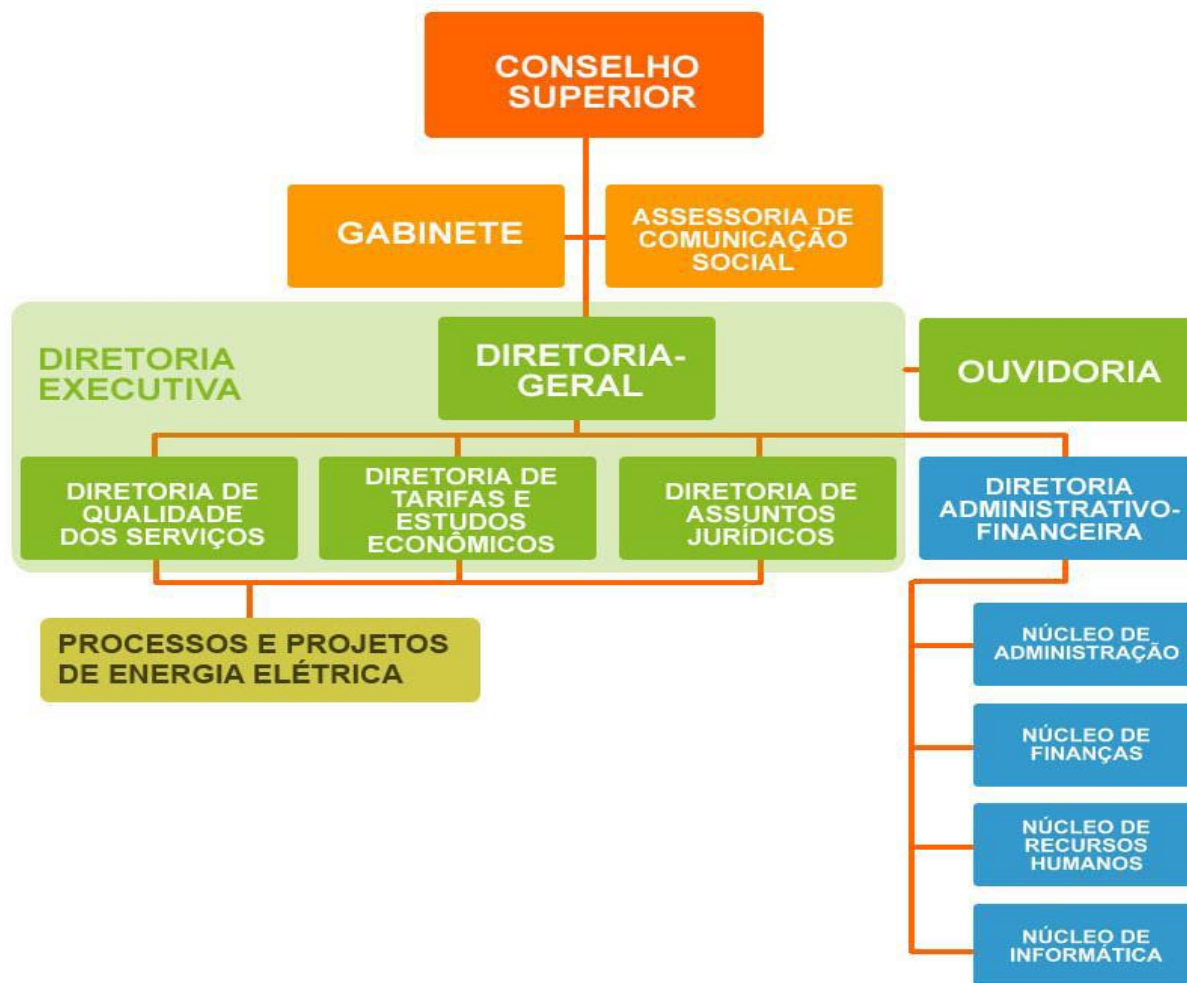 CONSELHO
SUPERIOR
GABINETE
ASSESSORIA DE
COMUNICAÇÃO
SOCIAL
DIRETORIA
EXECUTIVA
DIRETORIA-
GERAL
OUVIDORIA
DIRETORIA DE
QUALIDADE
DOS SERVIÇOS
DIRETORIA DE
TARIFAS E
ESTUDOS
ECONÔMICOS
DIRETORIA DE
ASSUNTOS
JURÍDICOS
DIRETORIA
ADMINISTRATIVO-
FINANCEIRA
PROCESSOS E PROJETOS
DE ENERGIA ELÉTRICA
NÚCLEO DE
ADMINISTRAÇÃO
NÚCLEO DE
FINANÇAS
NÚCLEO DE
RECURSOS
HUMANOS
NÚCLEO DE
INFORMÁTICA